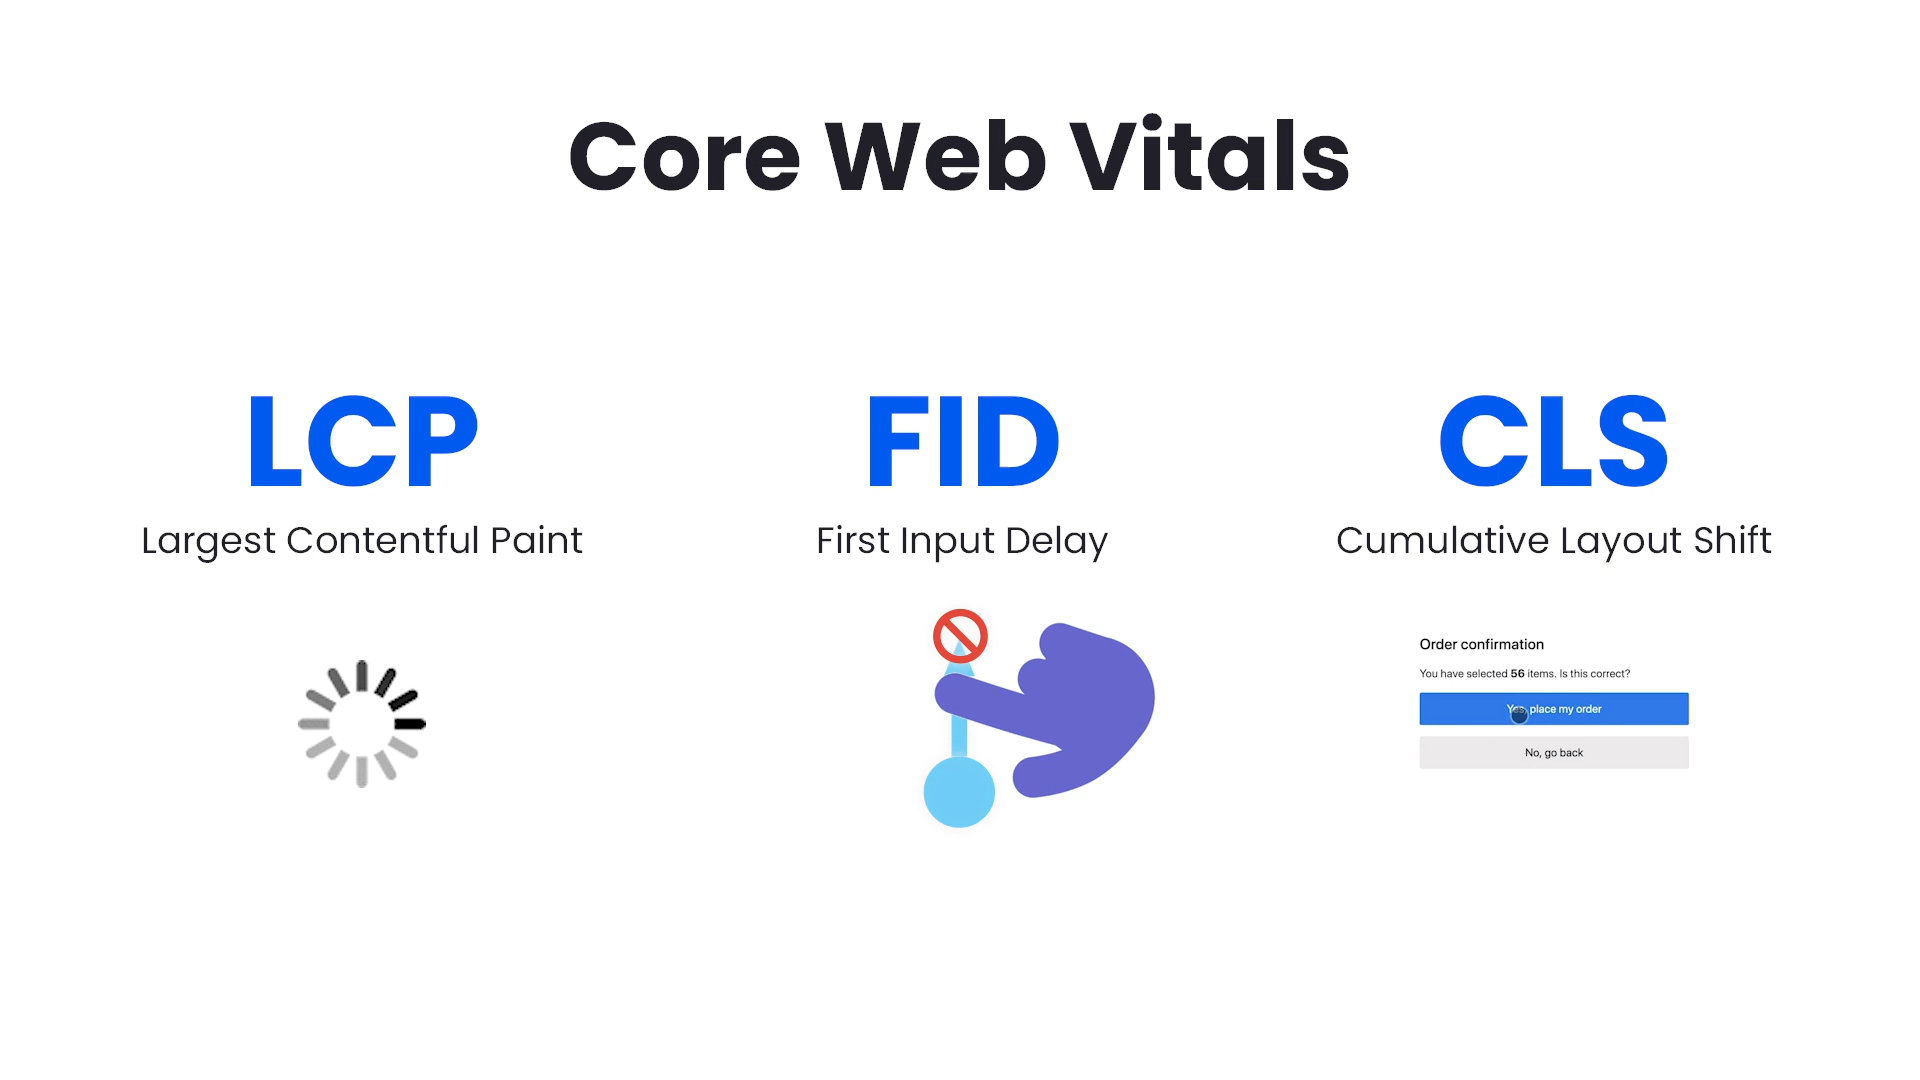 Core Web Vitals
LCP
Largest Contentful Paint
FID
First Input Delay
CLS
Cumulative Layout Shift
Order confirmation
You have selected 56 items. Is this correct?
Yes, place my order
No, go back